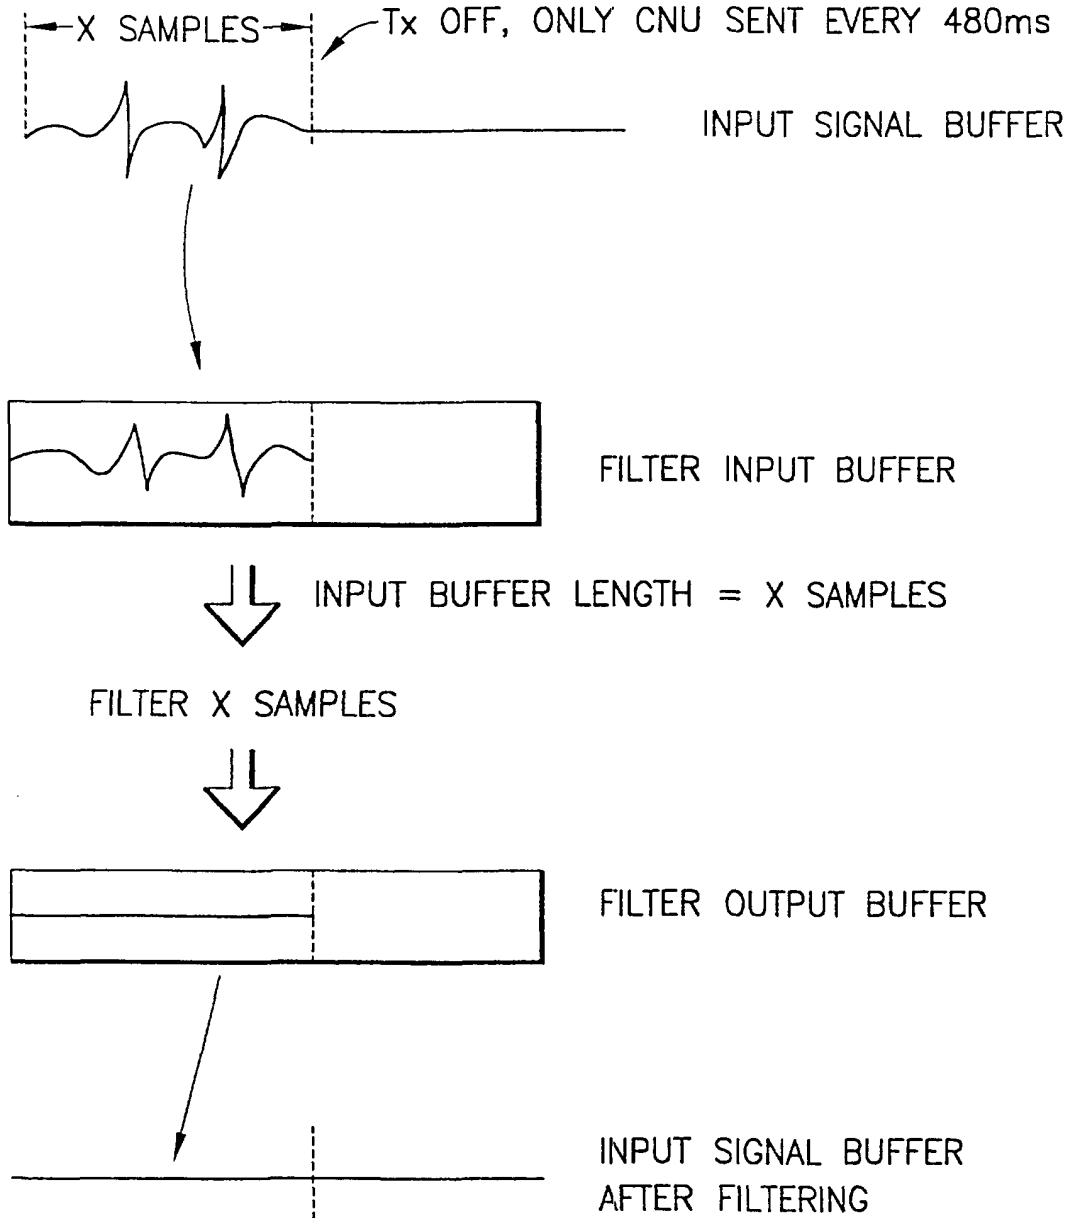 X SAMPLES
Tx OFF, ONLY CNU SENT EVERY 480ms
INPUT SIGNAL BUFFER
FILTER INPUT BUFFER
INPUT BUFFER LENGTH = X SAMPLES
FILTER X SAMPLES
FILTER OUTPUT BUFFER
INPUT SIGNAL BUFFER
AFTER FILTERING